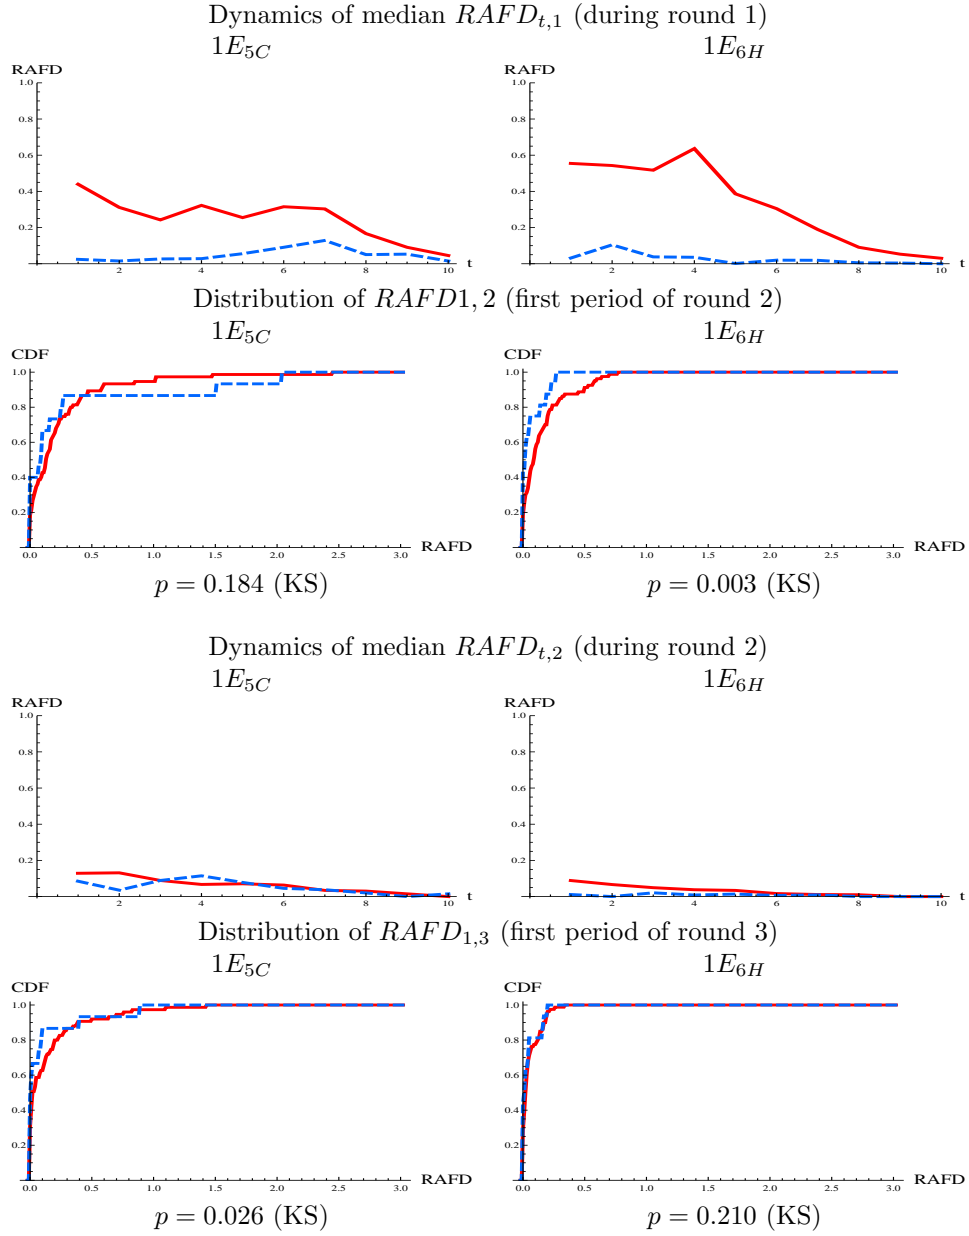 Dynamics of median RAFD_{t,1} (during round 1)
1E_{5C} 1E_{6H}
RAFD RAFD
1.0 1.0
0.8 0.8
0.6 0.6
0.4 0.4
0.2 0.2
2 4 6 8 10 t 2 4 6 8 10 t
Distribution of RAFD1, 2 (first period of round 2)
1E_{5C} 1E_{6H}
CDF CDF
1.0 1.0
0.8 0.8
0.6 0.6
0.4 0.4
0.2 0.2
0.0 0.5 1.0 1.5 2.0 2.5 3.0 RAFD 0.0 0.5 1.0 1.5 2.0 2.5 3.0 RAFD
p = 0.184 (KS) p = 0.003 (KS)
Dynamics of median RAFD_{t,2} (during round 2)
1E_{5C} 1E_{6H}
RAFD RAFD
1.0 1.0
0.8 0.8
0.6 0.6
0.4 0.4
0.2 0.2
2 4 6 8 10 t 2 4 6 8 10 t
Distribution of RAFD_{1,3} (first period of round 3)
1E_{5C} 1E_{6H}
CDF CDF
1.0 1.0
0.8 0.8
0.6 0.6
0.4 0.4
0.2 0.2
0.0 0.5 1.0 1.5 2.0 2.5 3.0 RAFD 0.0 0.5 1.0 1.5 2.0 2.5 3.0 RAFD
p = 0.026 (KS) p = 0.210 (KS)